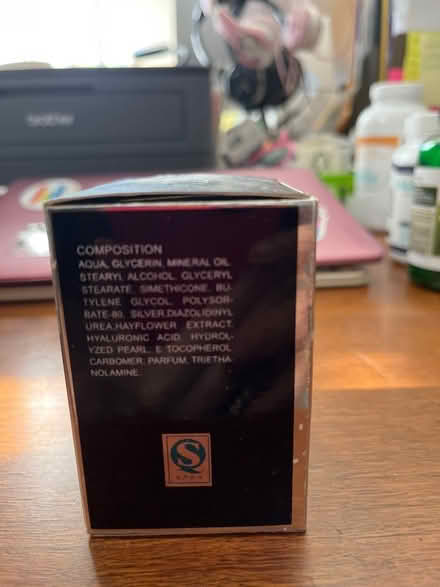 brother
COMPOSITION
AQUA, GLYCERIN, MINERAL OIL
STEARYL ALCOHOL, GLYCERYL
STEARATE, SIMETHICONE, BU-
TYLENE GLYCOL, POLYSOR-
BATE-80, SILVER,DIAZOLIDINYL
UREA,HAYFLOWER EXTRACT,
HYALURONIC ACID, HYDROL-
YZED PEARL, E TOCOPHEROL
CARBOMER, PARFUM, TRIETHA
NOLAMINE.